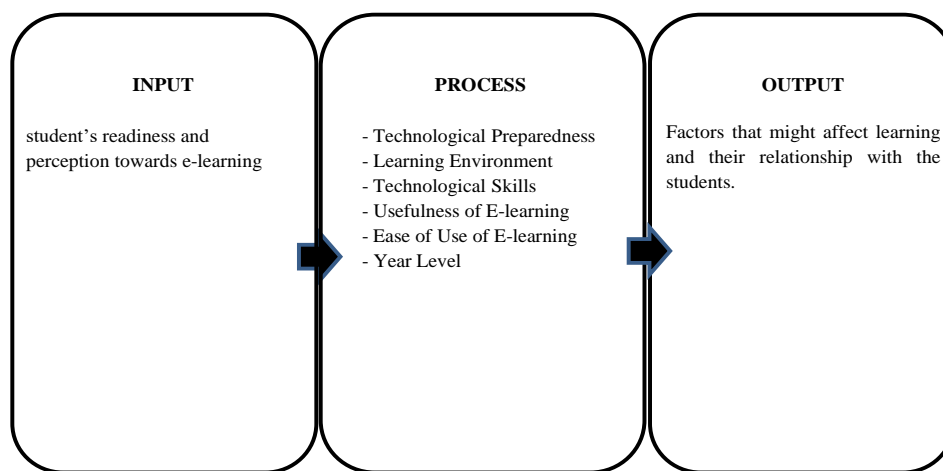 INPUT
student’s readiness and
perception towards e-learning
PROCESS
- Technological Preparedness
- Learning Environment
- Technological Skills
- Usefulness of E-learning
- Ease of Use of E-learning
- Year Level
OUTPUT
Factors that might affect learning
and their relationship with the
students.